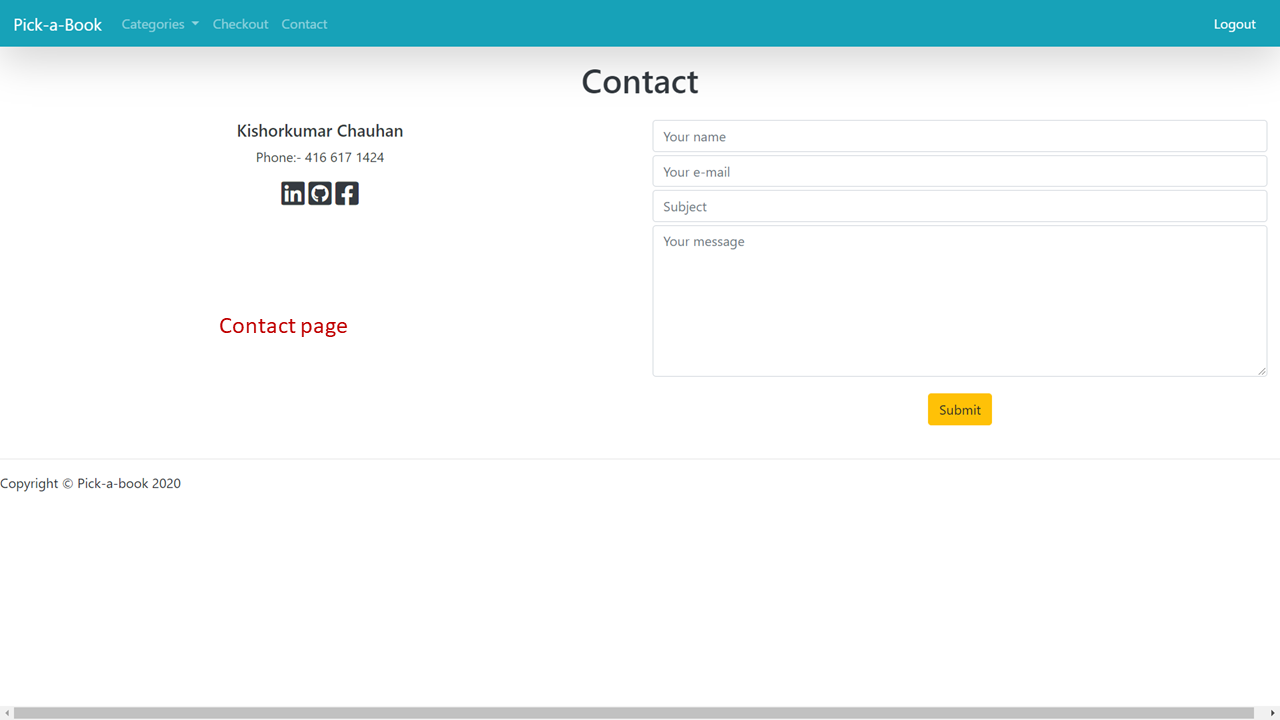 Pick-a-Book Categories Checkout Contact Logout
Contact
Kishorkumar Chauhan
Phone:- 416 617 1424
Your name
Your e-mail
Subject
Your message
Contact page
Submit
Copyright © Pick-a-book 2020